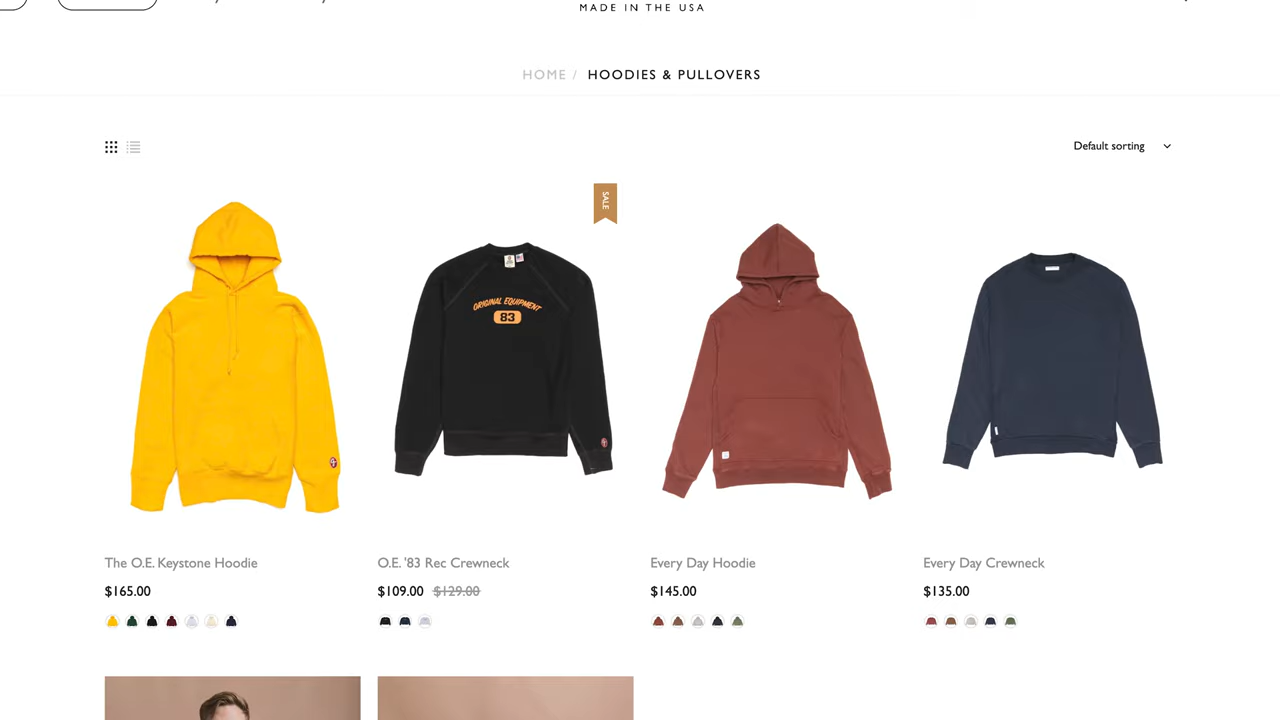 MADE IN THE USA
HOME / HOODIES & PULLOVERS
Default sorting
SALE
ORIGINAL EQUIPMENT
83
The O.E. Keystone Hoodie
$165.00
O.E. '83 Rec Crewneck
$109.00 $129.00
Every Day Hoodie
$145.00
Every Day Crewneck
$135.00